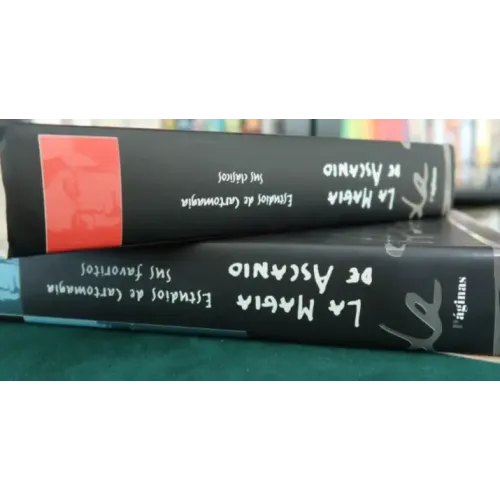 LA MAGIA
DE ASCANIO
Estudios de Cartomagia
sus clásicos
LA MAGIA
DE ASCANIO
Estudios de Cartomagia
sus favoritos
Páginas